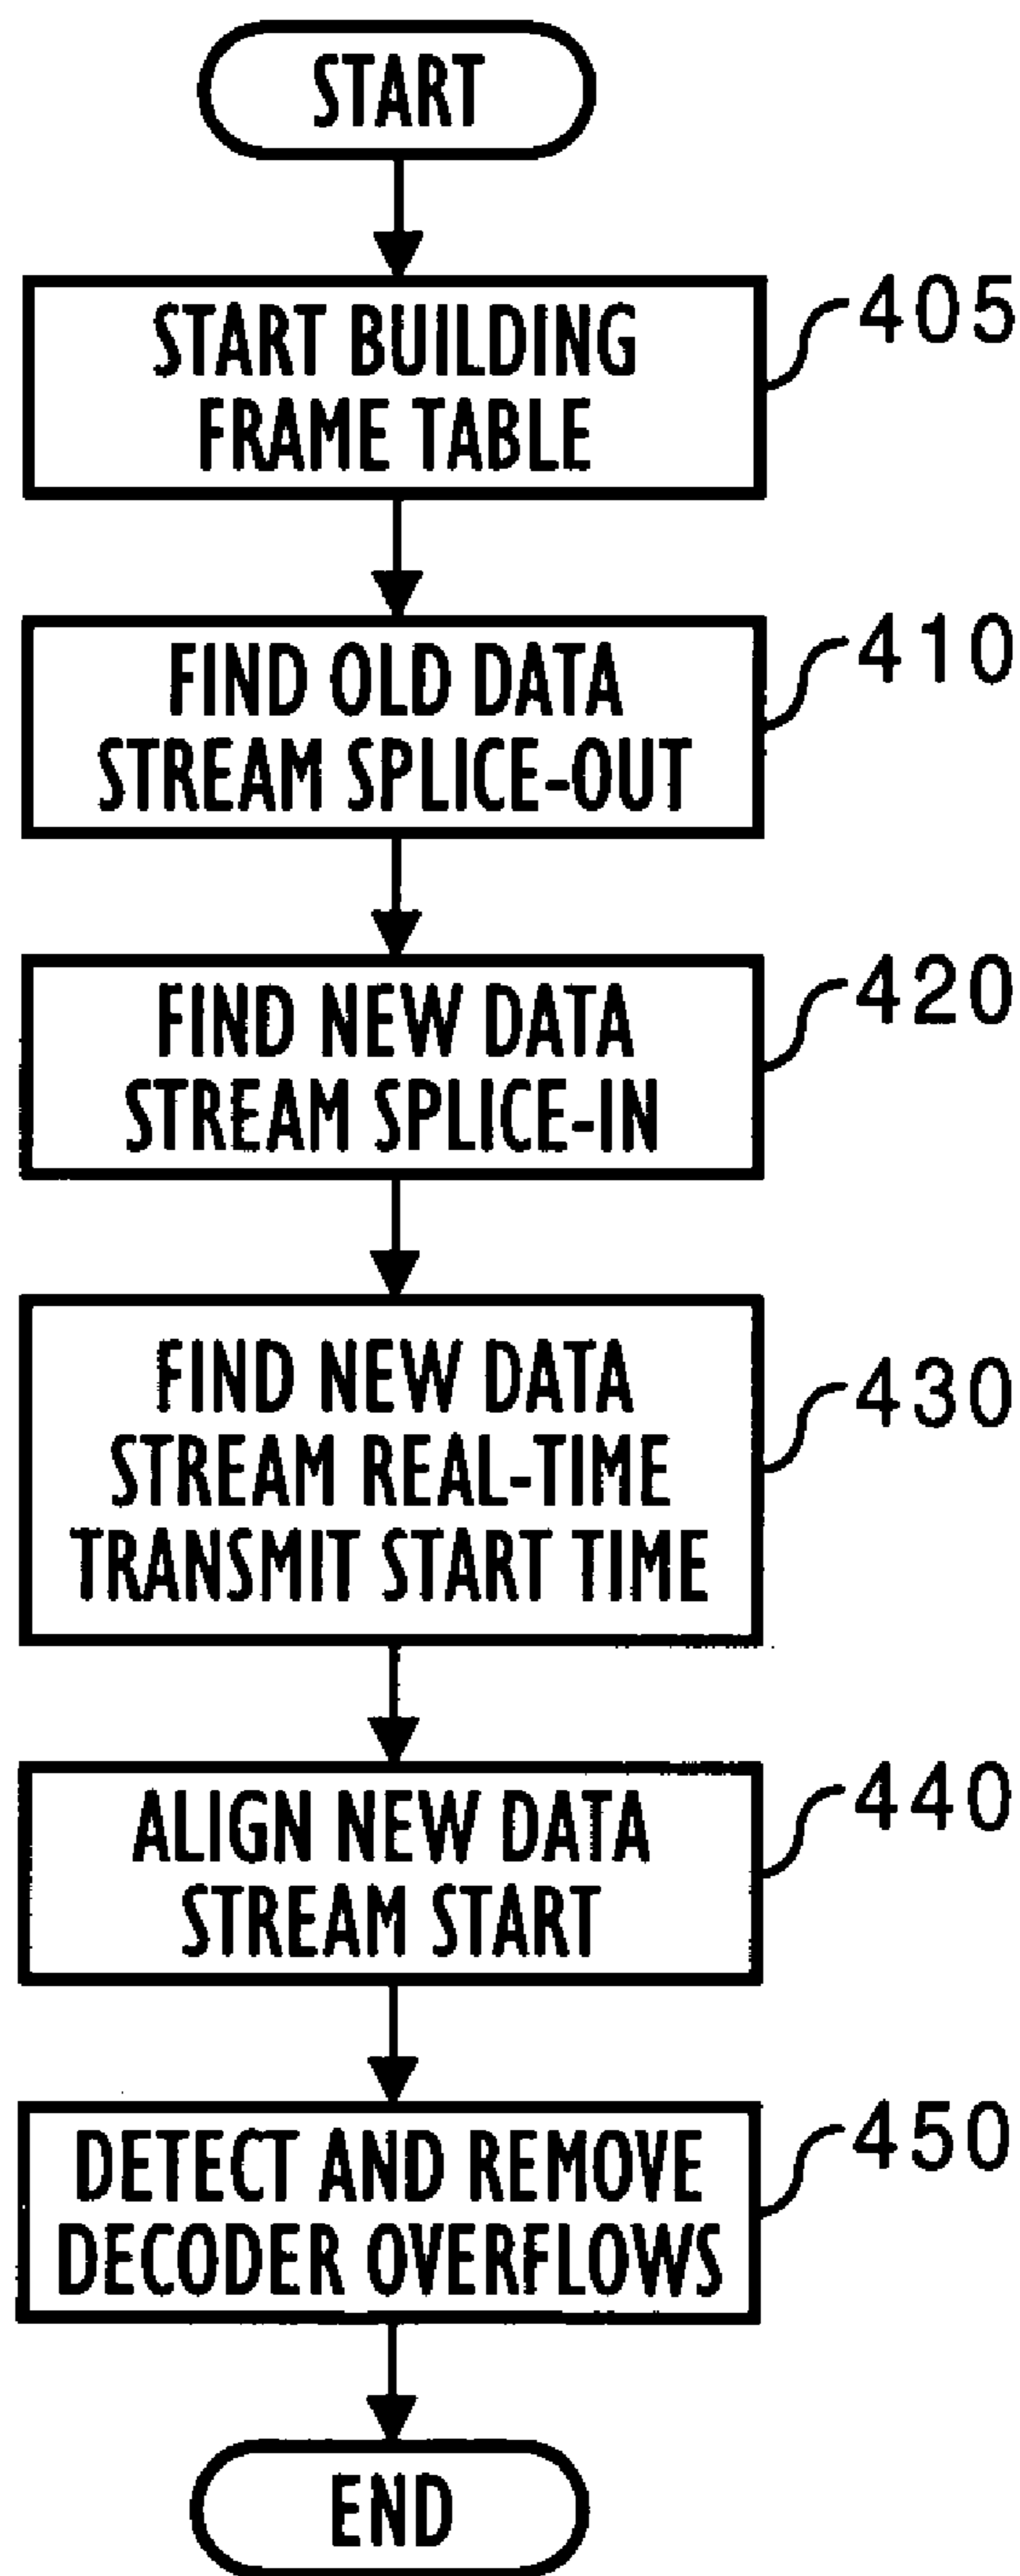 START
START BUILDING
FRAME TABLE
405
FIND OLD DATA
STREAM SPLICE-OUT
410
FIND NEW DATA
STREAM SPLICE-IN
420
FIND NEW DATA
STREAM REAL-TIME
TRANSMIT START TIME
430
ALIGN NEW DATA
STREAM START
440
DETECT AND REMOVE
DECODER OVERFLOWS
450
END